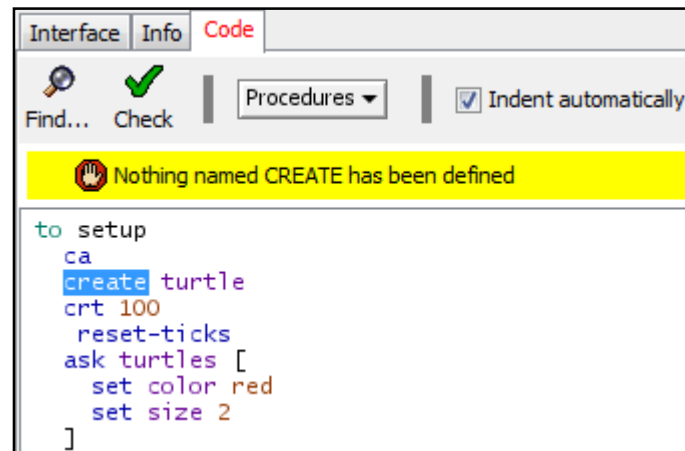 Interface Info Code
Find... Check Procedures Indent automatically
Nothing named CREATE has been defined
to setup
ca
create turtle
crt 100
reset-ticks
ask turtles [
set color red
set size 2
]